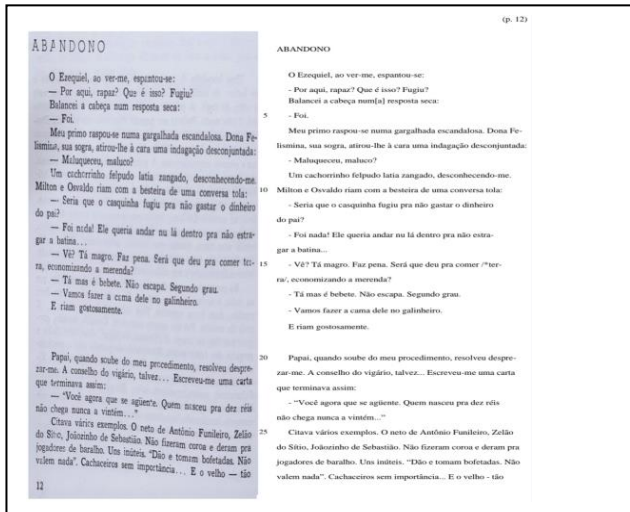 ABANDONO
O Ezequiel, ao ver-me, espantou-se:
— Por aqui, rapaz? Que é isso? Fugiu?
Balancei a cabeça num resposta seca:
— Foi.
Meu primo raspou-se numa gargalhada escandalosa. Dona Fe-
lismina, sua sogra, atirou-lhe à cara uma indagação desconjuntada:
— Maluqueceu, maluco?
Um cachorrinho felpudo latia zangado, desconhecendo-me.
Milton e Osvaldo riam com a besteira de uma conversa tola:
— Seria que o casquinha fugiu pra não gastar o dinheiro
do pai?
— Foi nada! Ele queria andar nu lá dentro pra não estra-
gar a batina...
— Vê? Tá magro. Faz pena. Será que deu pra comer ter-
ra, economizando a merenda?
— Tá mas é bebete. Não escapa. Segundo grau.
— Vamos fazer a cama dele no galinheiro.
E riam gostosamente.
Papai, quando soube do meu procedimento, resolveu despre-
zar-me. A conselho do vigário, talvez... Escreveu-me uma carta
que terminava assim:
— "Você agora que se agüente. Quem nasceu pra dez réis
não chega nunca a vintém..."
Citava vários exemplos. O neto de Antônio Funileiro, Zelão
do Sítio, Joãozinho de Sebastião. Não fizeram coroa e deram pra
jogadores de baralho. Uns inúteis. "Dão e tomam bofetadas. Não
valem nada". Cachaceiros sem importância... E o velho — tão
12
(p. 12)
ABANDONO
O Ezequiel, ao ver-me, espantou-se:
- Por aqui, rapaz? Que é isso? Fugiu?
Balancei a cabeça num[a] resposta seca:
5 - Foi.
Meu primo raspou-se numa gargalhada escandalosa. Dona Fe-
lismina, sua sogra, atirou-lhe à cara uma indagação desconjuntada:
- Maluqueceu, maluco?
Um cachorrinho felpudo latia zangado, desconhecendo-me.
10 Milton e Osvaldo riam com a besteira de uma conversa tola:
- Seria que o casquinha fugiu pra não gastar o dinheiro
do pai?
- Foi nada! Ele queria andar nu lá dentro pra não estra-
gar a batina...
15 - Vê? Tá magro. Faz pena. Será que deu pra comer /*ter-
ra/, economizando a merenda?
- Tá mas é bebete. Não escapa. Segundo grau.
- Vamos fazer a cama dele no galinheiro.
E riam gostosamente.
20 Papai, quando soube do meu procedimento, resolveu despre-
zar-me. A conselho do vigário, talvez... Escreveu-me uma carta
que terminava assim:
- "Você agora que se agüente. Quem nasceu pra dez réis
não chega nunca a vintém..."
25 Citava vários exemplos. O neto de Antônio Funileiro, Zelão
do Sítio, Joãozinho de Sebastião. Não fizeram coroa e deram pra
jogadores de baralho. Uns inúteis. "Dão e tomam bofetadas. Não
valem nada". Cachaceiros sem importância... E o velho - tão